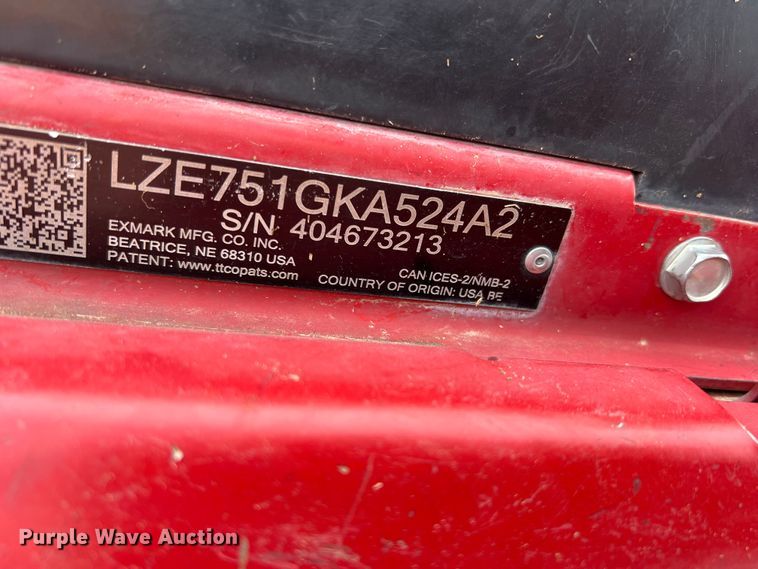 LZE751GKA524A2
S/N 404673213
EXMARK MFG. CO. INC.
BEATRICE, NE 68310 USA
PATENT: www.ttcopats.com
CAN ICES-2/NMB-2
COUNTRY OF ORIGIN: USA BE
Purple Wave Auction